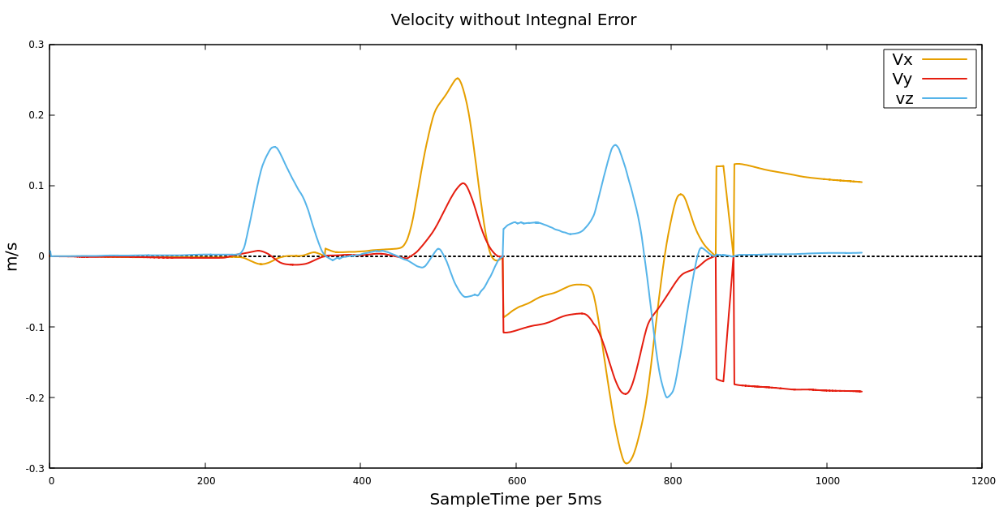 Velocity without Integnal Error
0.3
Vx
Vy
vz
0.2
0.1
m/s
0
-0.1
-0.2
-0.3
0 200 400 600 800 1000 1200
SampleTime per 5ms